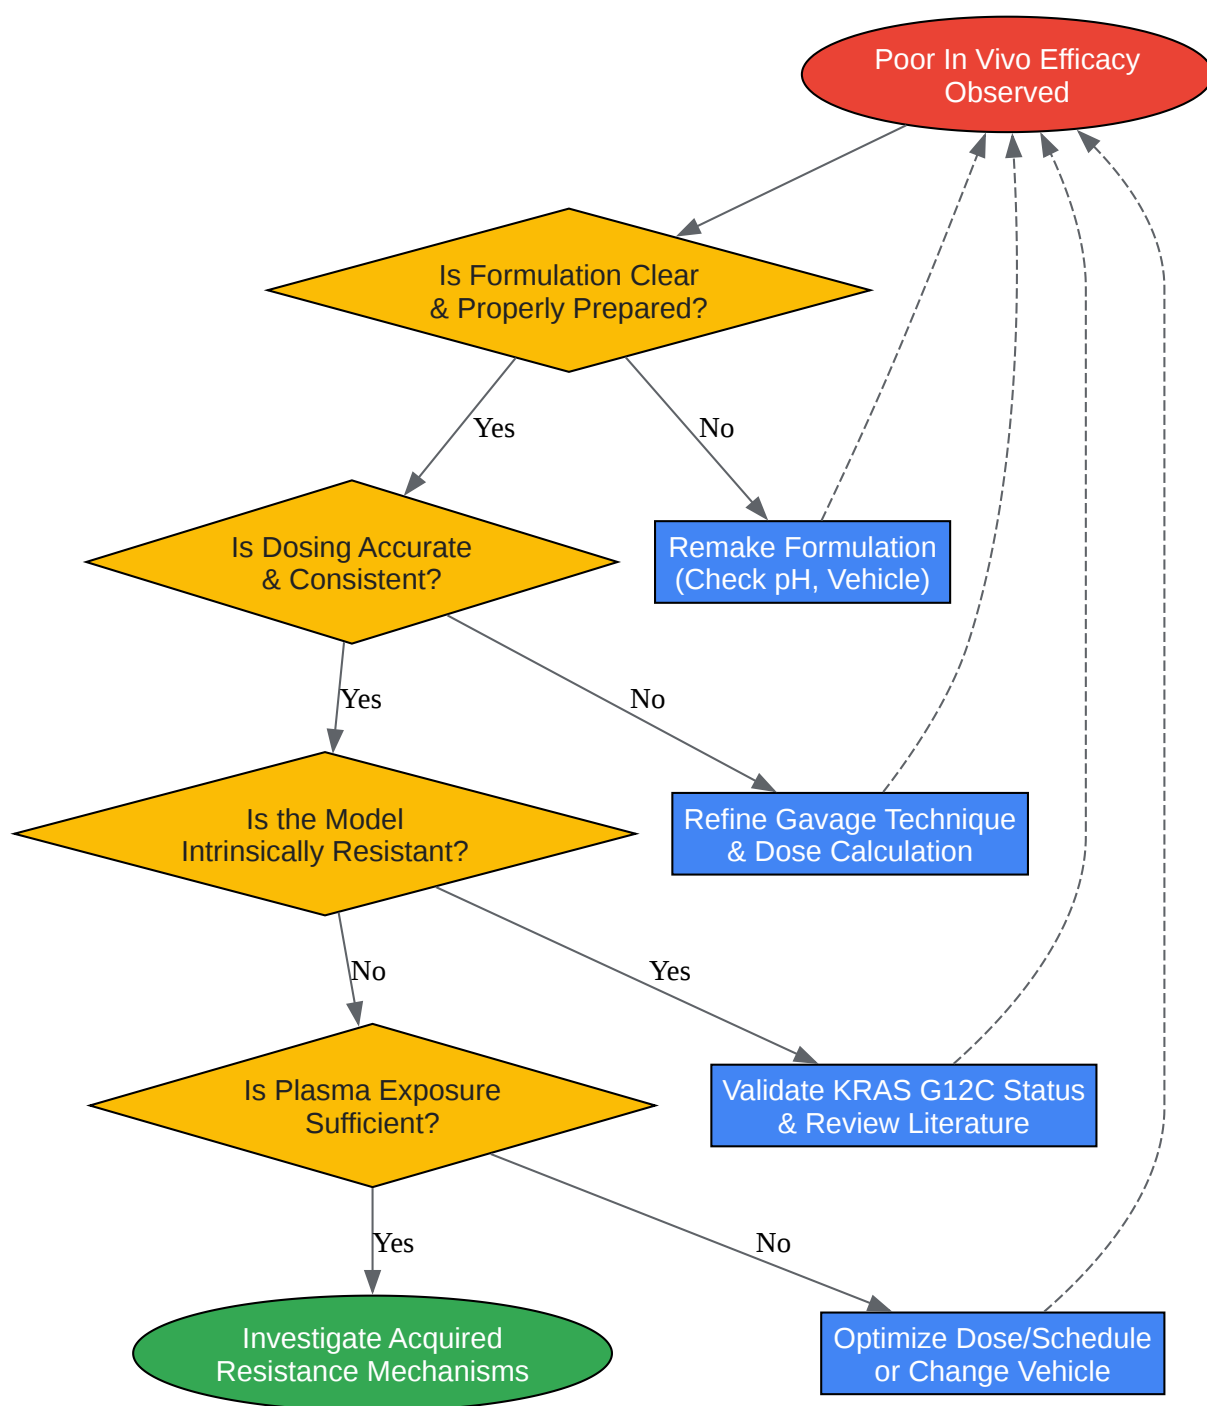 Poor In Vivo Efficacy
Observed
Is Formulation Clear
& Properly Prepared?
Yes
No
Is Dosing Accurate
& Consistent?
Remake Formulation
(Check pH, Vehicle)
Yes
No
Is the Model
Intrinsically Resistant?
Refine Gavage Technique
& Dose Calculation
No
Yes
Is Plasma Exposure
Sufficient?
Validate KRAS G12C Status
& Review Literature
Yes
No
Investigate Acquired
Resistance Mechanisms
Optimize Dose/Schedule
or Change Vehicle